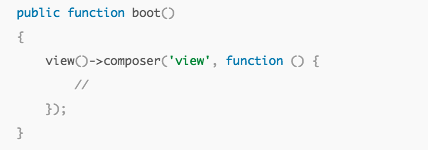 public function boot()
{
    view()->composer('view', function () {
        //
    });
}